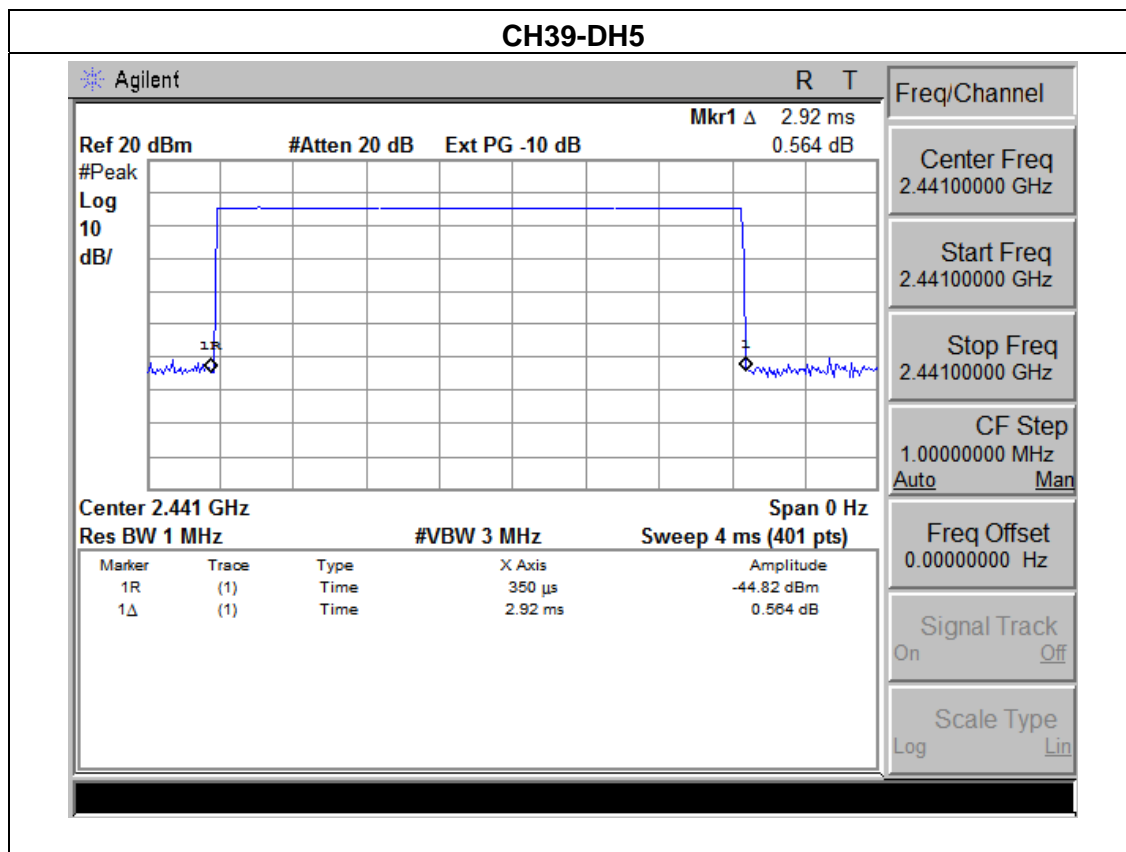 CH39-DH5
Agilent R T
Mkr1 Δ 2.92 ms
Ref 20 dBm #Atten 20 dB Ext PG -10 dB 0.564 dB
#Peak
Log
10
dB/
1R
1
Center 2.441 GHz Span 0 Hz
Res BW 1 MHz #VBW 3 MHz Sweep 4 ms (401 pts)
Marker Trace Type X Axis Amplitude
1R (1) Time 350 µs -44.82 dBm
1Δ (1) Time 2.92 ms 0.564 dB
Freq/Channel
Center Freq
2.44100000 GHz
Start Freq
2.44100000 GHz
Stop Freq
2.44100000 GHz
CF Step
1.00000000 MHz
Auto Man
Freq Offset
0.00000000 Hz
Signal Track
On Off
Scale Type
Log Lin